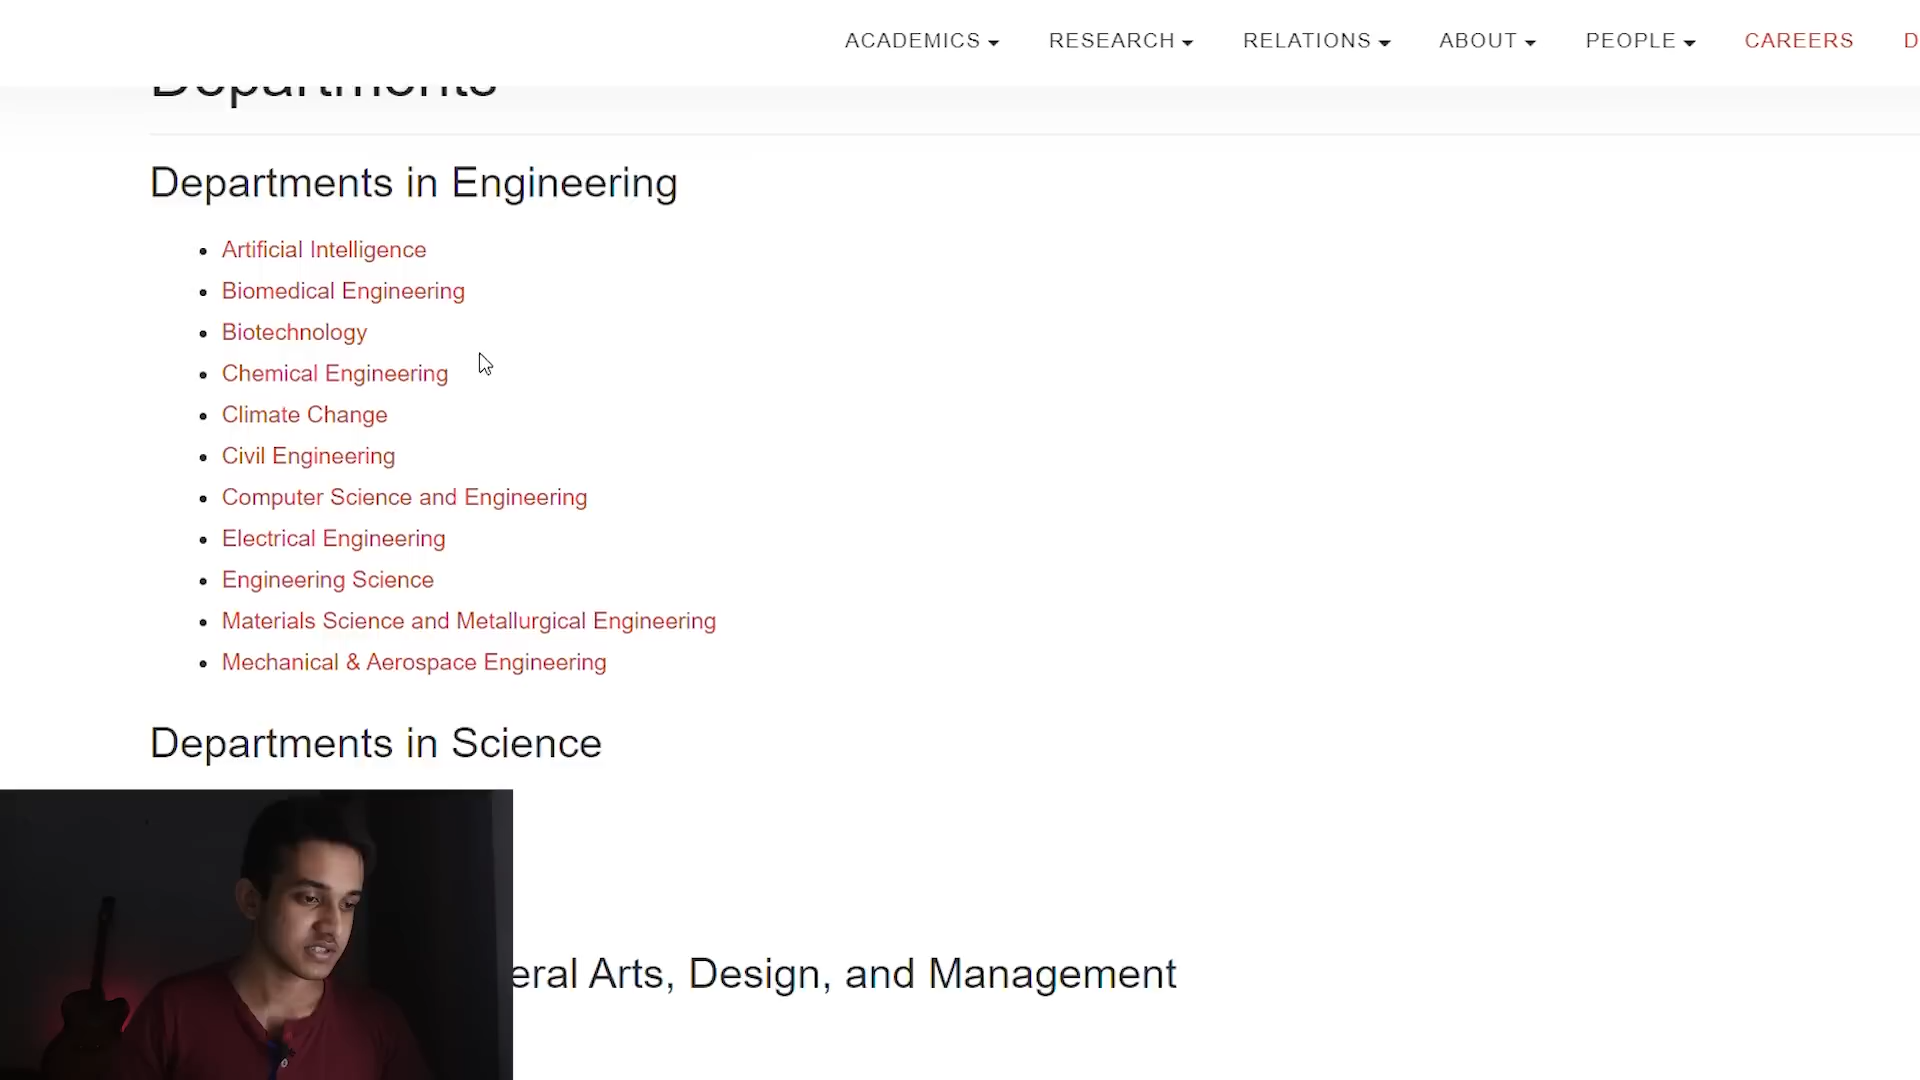 ACADEMICS RESEARCH RELATIONS ABOUT PEOPLE CAREERS D
Departments
Departments in Engineering
Artificial Intelligence
Biomedical Engineering
Biotechnology
Chemical Engineering
Climate Change
Civil Engineering
Computer Science and Engineering
Electrical Engineering
Engineering Science
Materials Science and Metallurgical Engineering
Mechanical & Aerospace Engineering
Departments in Science
eral Arts, Design, and Management